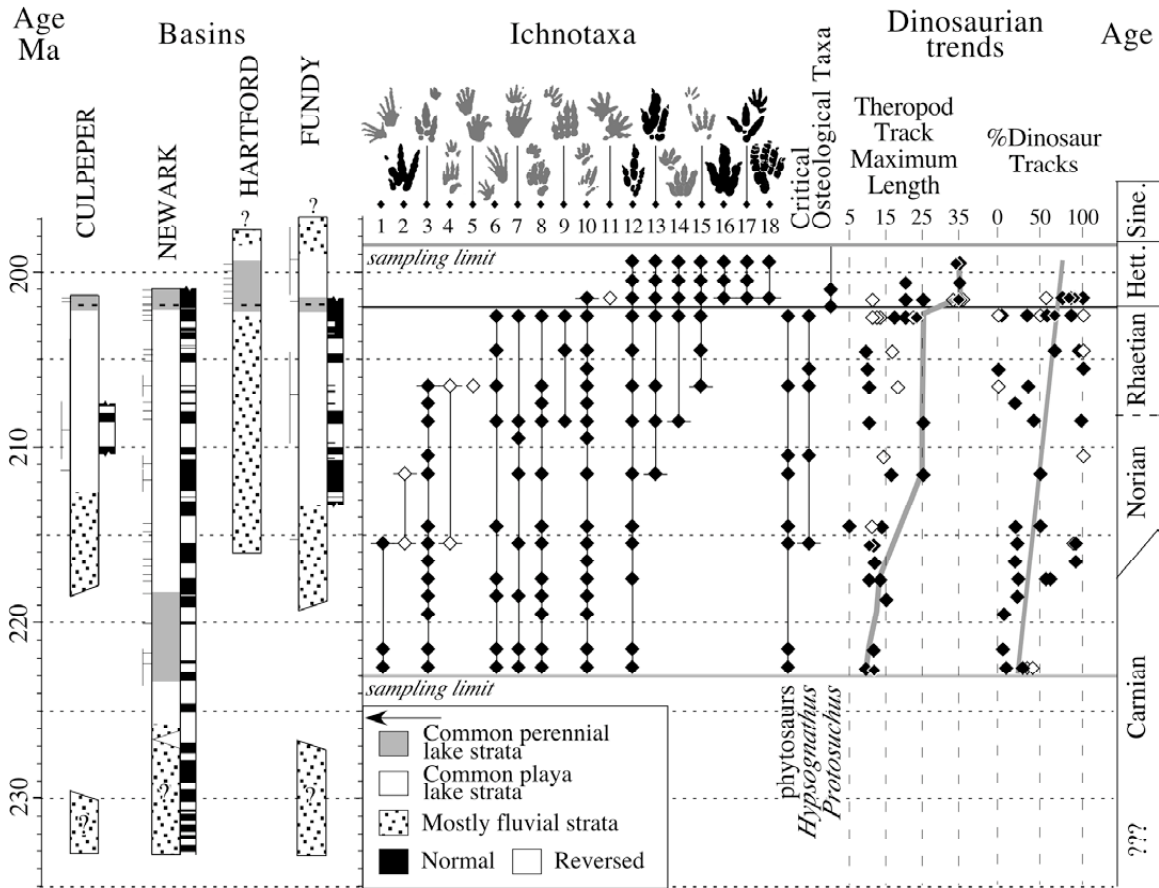 Age
Ma
Basins
Ichnotaxa
Dinosaurian
trends
Age
CULPEPER
NEWARK
HARTFORD
FUNDY
Critical
Osteological Taxa
Theropod
Track
Maximum
Length
%Dinosaur
Tracks
1 2 3 4 5 6 7 8 9 10 11 12 13 14 15 16 17 18
5 15 25 35
0 50 100
? ?
sampling limit
200
210
220
230
Sine.
Hett.
Rhaetian
Norian
Carnian
???
sampling limit
phytosaurs
Hypsognathus
Protosuchus
Common perennial
lake strata
Common playa
lake strata
Mostly fluvial strata
Normal Reversed
? ? ?